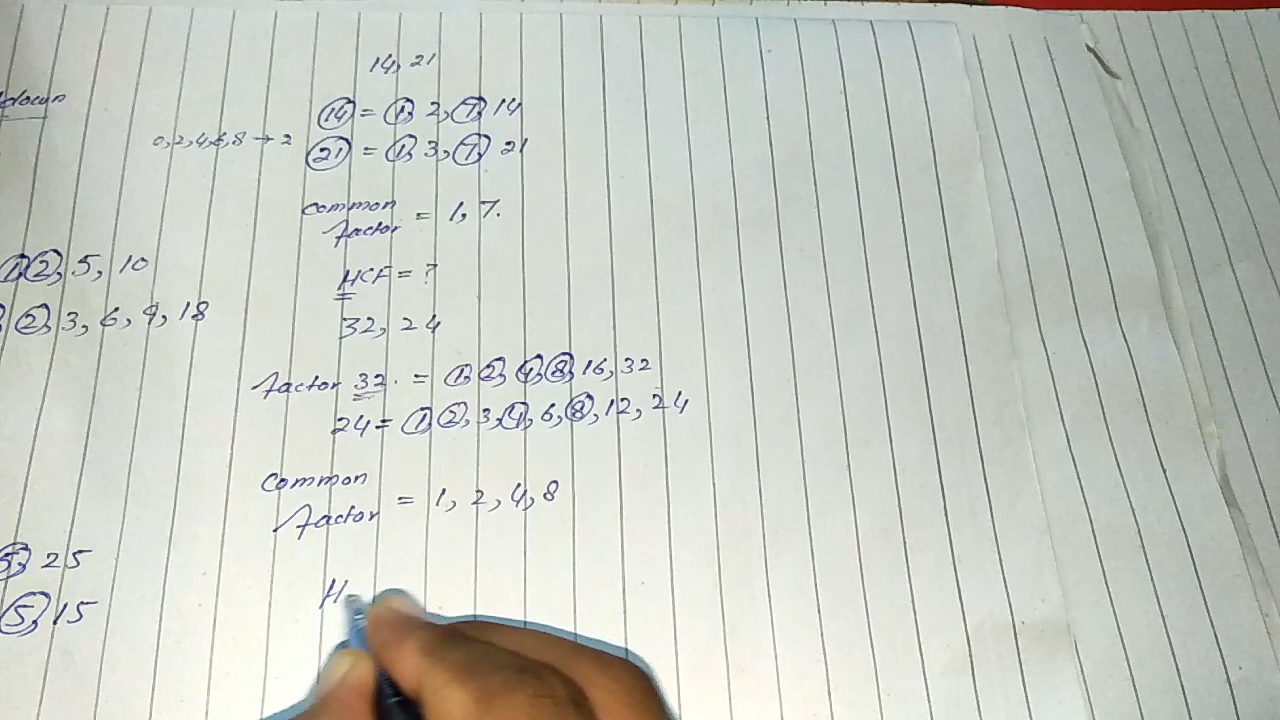 down
0,2,4,6,8 → 2
1, 2, 5, 10
2, 3, 6, 9, 18
5, 25
5, 15
14, 21
14 = 1, 2, 7, 14
21 = 1, 3, 7, 21
common
factor = 1, 7.
HCF = ?
32, 24
factor 32. = 1, 2, 4, 8, 16, 32
24 = 1, 2, 3, 4, 6, 8, 12, 24
common
factor = 1, 2, 4, 8
H